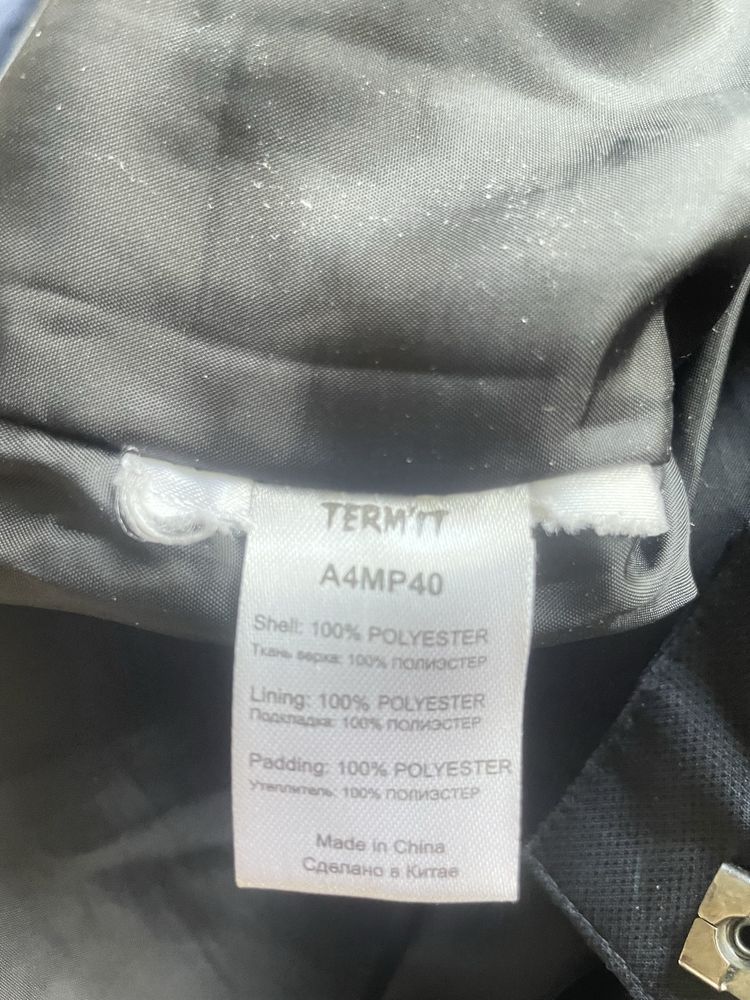 TERM'IT
A4MP40
Shell: 100% POLYESTER
Ткань верха: 100% ПОЛИЭСТЕР
Lining: 100% POLYESTER
Подкладка: 100% ПОЛИЭСТЕР
Padding: 100% POLYESTER
Утеплитель: 100% ПОЛИЭСТЕР
Made in China
Сделано в Китае